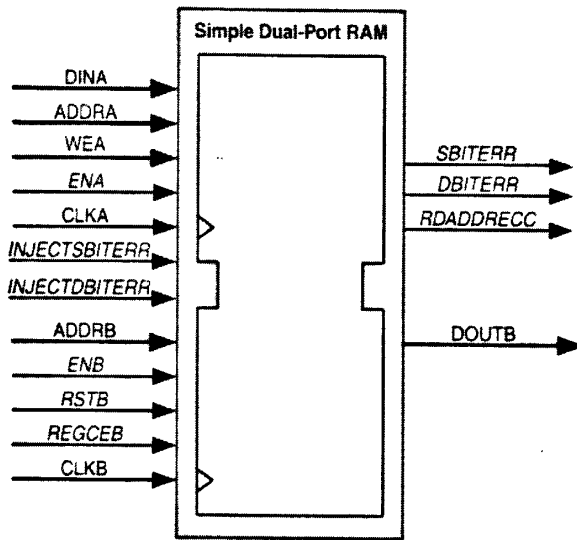 Simple Dual-Port RAM
DINA
ADDRA
WEA
ENA
CLKA
INJECTSBITERR
INJECTDBITERR
ADDRB
ENB
RSTB
REGCEB
CLKB
SBITERR
DBITERR
RDADDRECC
DOUTB